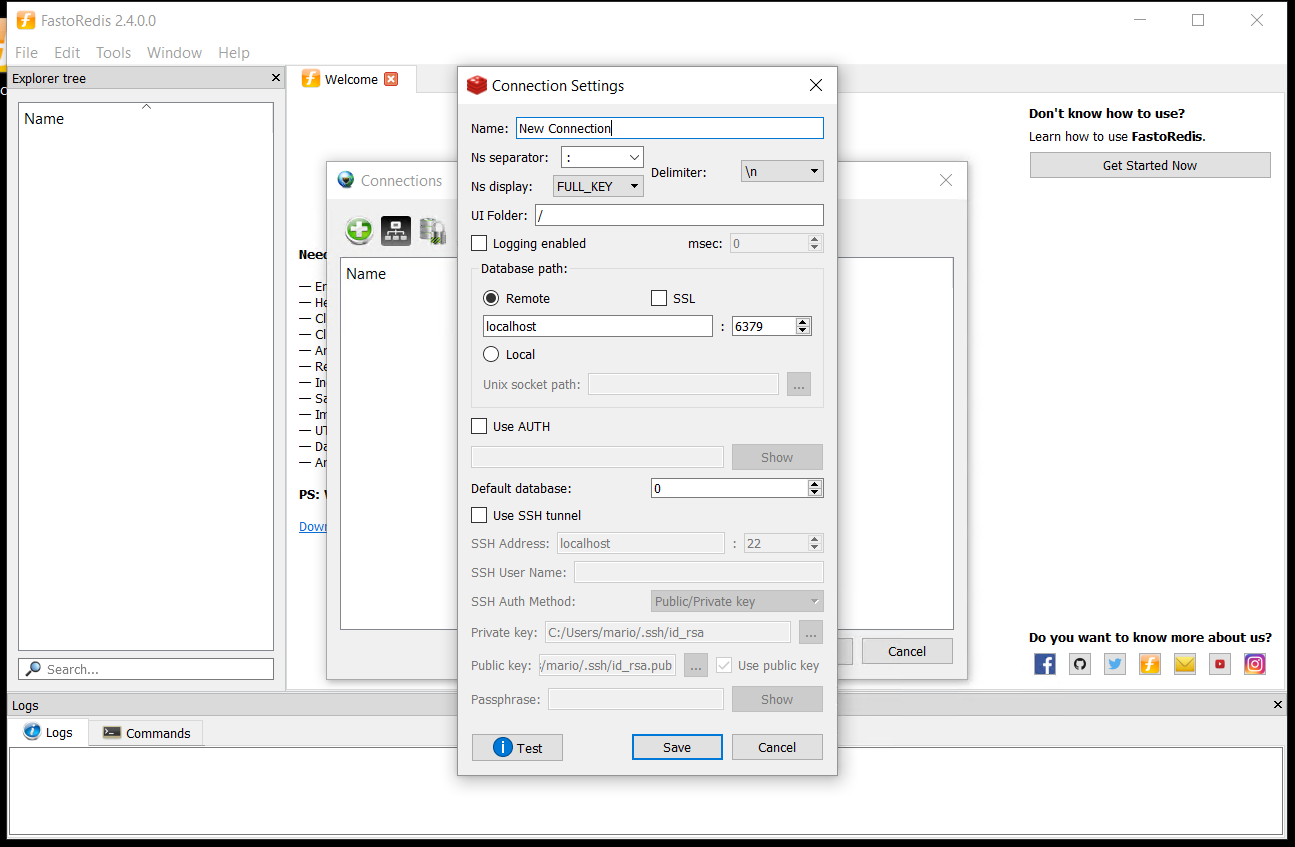 FastoRedis 2.4.0.0
File Edit Tools Window Help
Explorer tree
Name
Search...
Welcome
Need
— En
— He
— Cl
— Cl
— An
— Re
— In
— Sa
— Im
— UT
— Da
— An
PS:
Down
Don't know how to use?
Learn how to use FastoRedis.
Get Started Now
Do you want to know more about us?
Connections
Name
Cancel
Connection Settings
Name: New Connection
Ns separator: :
Delimiter: \n
Ns display: FULL_KEY
UI Folder: /
Logging enabled msec: 0
Database path:
Remote SSL
localhost : 6379
Local
Unix socket path: ...
Use AUTH
Show
Default database: 0
Use SSH tunnel
SSH Address: localhost : 22
SSH User Name:
SSH Auth Method: Public/Private key
Private key: C:/Users/mario/.ssh/id_rsa ...
Public key: /mario/.ssh/id_rsa.pub ... Use public key
Passphrase: Show
Test Save Cancel
Logs
Logs Commands